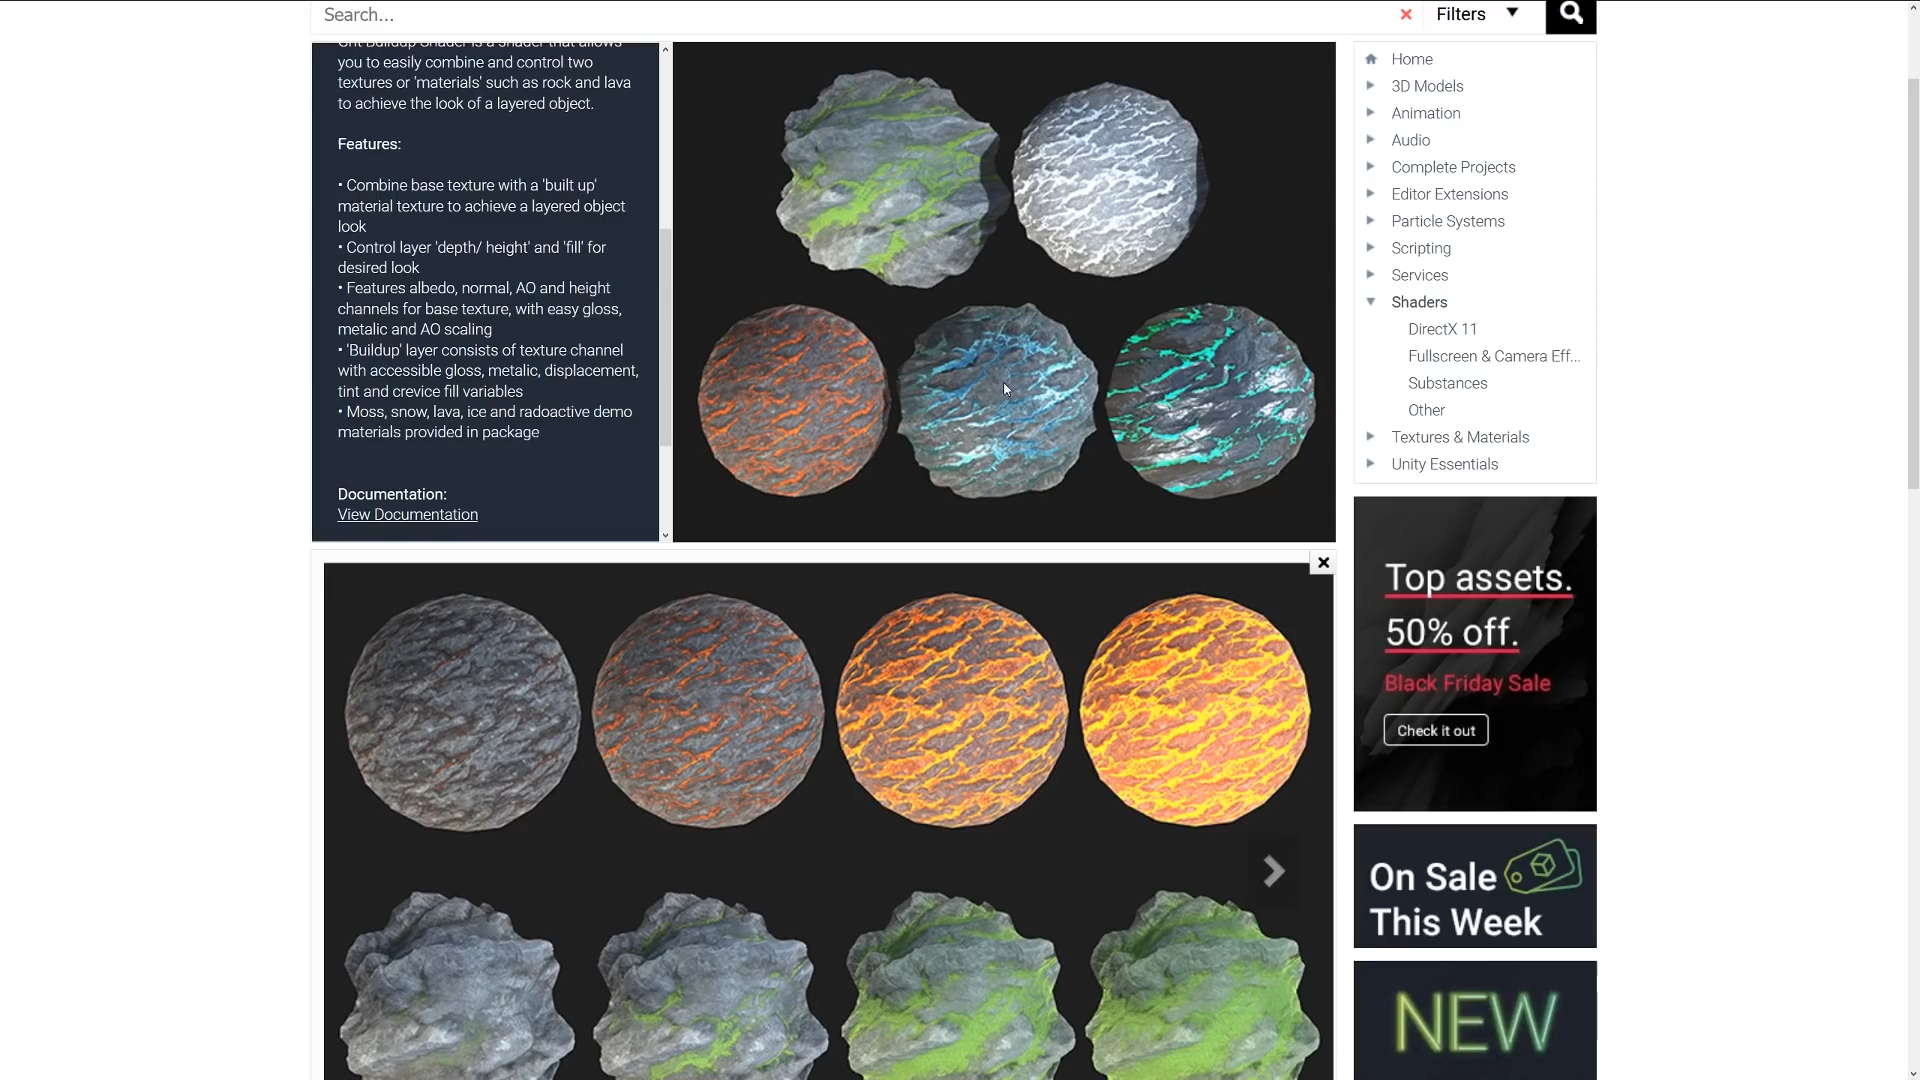 Search...
Filters
you to easily combine and control two
textures or 'materials' such as rock and lava
to achieve the look of a layered object.
Features:
• Combine base texture with a 'built up'
material texture to achieve a layered object
look
• Control layer 'depth/ height' and 'fill' for
desired look
• Features albedo, normal, AO and height
channels for base texture, with easy gloss,
metalic and AO scaling
• 'Buildup' layer consists of texture channel
with accessible gloss, metalic, displacement,
tint and crevice fill variables
• Moss, snow, lava, ice and radoactive demo
materials provided in package
Documentation:
View Documentation
Home
3D Models
Animation
Audio
Complete Projects
Editor Extensions
Particle Systems
Scripting
Services
Shaders
DirectX 11
Fullscreen & Camera Eff...
Substances
Other
Textures & Materials
Unity Essentials
Top assets.
50% off.
Black Friday Sale
Check it out
On Sale
This Week
NEW